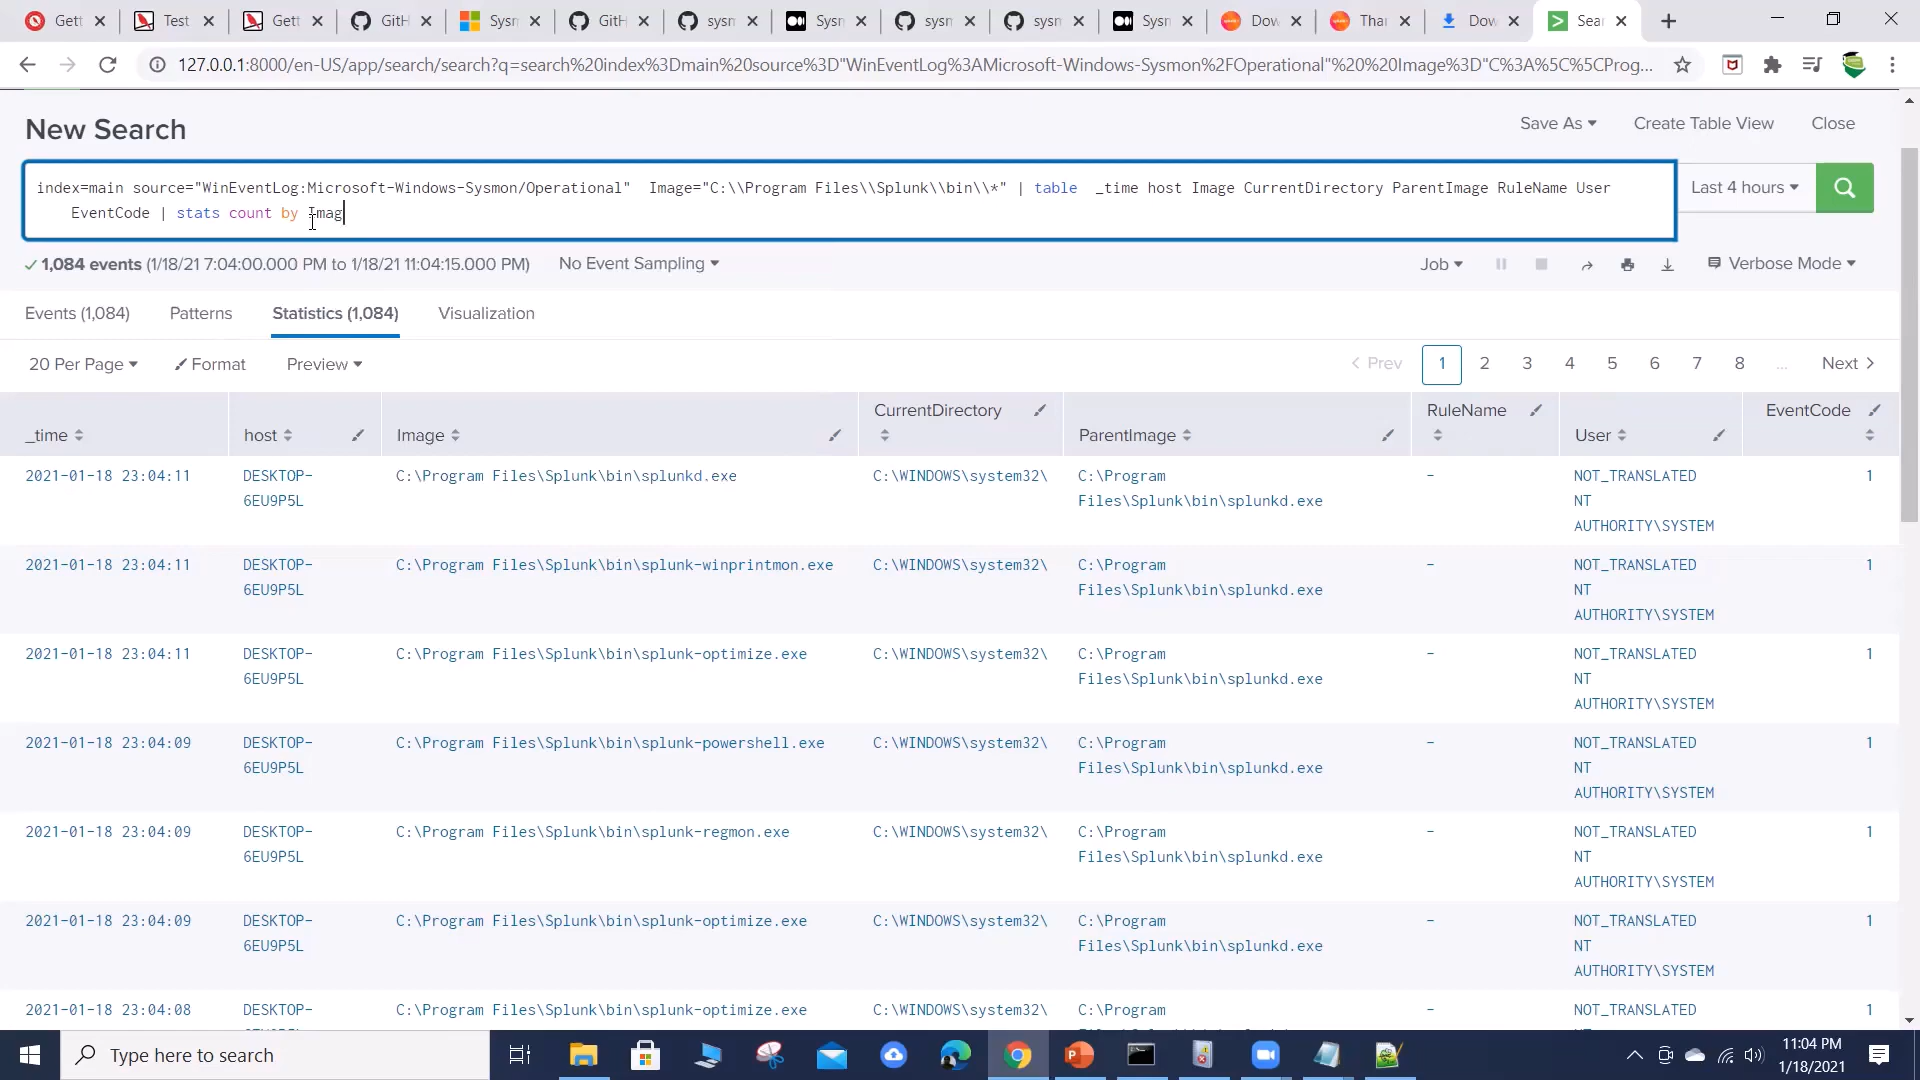 Gett
Test
Gett
GitH
Sysm
GitH
sysm
Sysm
sysm
sysm
Sysm
Dow
Thar
Dow
Sear
127.0.0.1:8000/en-US/app/search/search?q=search%20index%3Dmain%20source%3D"WinEventLog%3AMicrosoft-Windows-Sysmon%2FOperational"%20%20Image%3D"C%3A%5C%5CProg...
New Search
Save As
Create Table View
Close
index=main source="WinEventLog:Microsoft-Windows-Sysmon/Operational"  Image="C:\\Program Files\\Splunk\\bin\\*" | table  _time host Image CurrentDirectory ParentImage RuleName User
EventCode | stats count by Imag
Last 4 hours
1,084 events (1/18/21 7:04:00.000 PM to 1/18/21 11:04:15.000 PM)
No Event Sampling
Job
Verbose Mode
Events (1,084)
Patterns
Statistics (1,084)
Visualization
20 Per Page
Format
Preview
< Prev
1
2
3
4
5
6
7
8
...
Next >
_time
host
Image
CurrentDirectory
ParentImage
RuleName
User
EventCode
2021-01-18 23:04:11
DESKTOP-
6EU9P5L
C:\Program Files\Splunk\bin\splunkd.exe
C:\WINDOWS\system32\
C:\Program
Files\Splunk\bin\splunkd.exe
-
NOT_TRANSLATED
NT
AUTHORITY\SYSTEM
1
2021-01-18 23:04:11
DESKTOP-
6EU9P5L
C:\Program Files\Splunk\bin\splunk-winprintmon.exe
C:\WINDOWS\system32\
C:\Program
Files\Splunk\bin\splunkd.exe
-
NOT_TRANSLATED
NT
AUTHORITY\SYSTEM
1
2021-01-18 23:04:11
DESKTOP-
6EU9P5L
C:\Program Files\Splunk\bin\splunk-optimize.exe
C:\WINDOWS\system32\
C:\Program
Files\Splunk\bin\splunkd.exe
-
NOT_TRANSLATED
NT
AUTHORITY\SYSTEM
1
2021-01-18 23:04:09
DESKTOP-
6EU9P5L
C:\Program Files\Splunk\bin\splunk-powershell.exe
C:\WINDOWS\system32\
C:\Program
Files\Splunk\bin\splunkd.exe
-
NOT_TRANSLATED
NT
AUTHORITY\SYSTEM
1
2021-01-18 23:04:09
DESKTOP-
6EU9P5L
C:\Program Files\Splunk\bin\splunk-regmon.exe
C:\WINDOWS\system32\
C:\Program
Files\Splunk\bin\splunkd.exe
-
NOT_TRANSLATED
NT
AUTHORITY\SYSTEM
1
2021-01-18 23:04:09
DESKTOP-
6EU9P5L
C:\Program Files\Splunk\bin\splunk-optimize.exe
C:\WINDOWS\system32\
C:\Program
Files\Splunk\bin\splunkd.exe
-
NOT_TRANSLATED
NT
AUTHORITY\SYSTEM
1
2021-01-18 23:04:08
DESKTOP-
C:\Program Files\Splunk\bin\splunk-optimize.exe
C:\WINDOWS\system32\
C:\Program
-
NOT_TRANSLATED
1
Type here to search
11:04 PM
1/18/2021